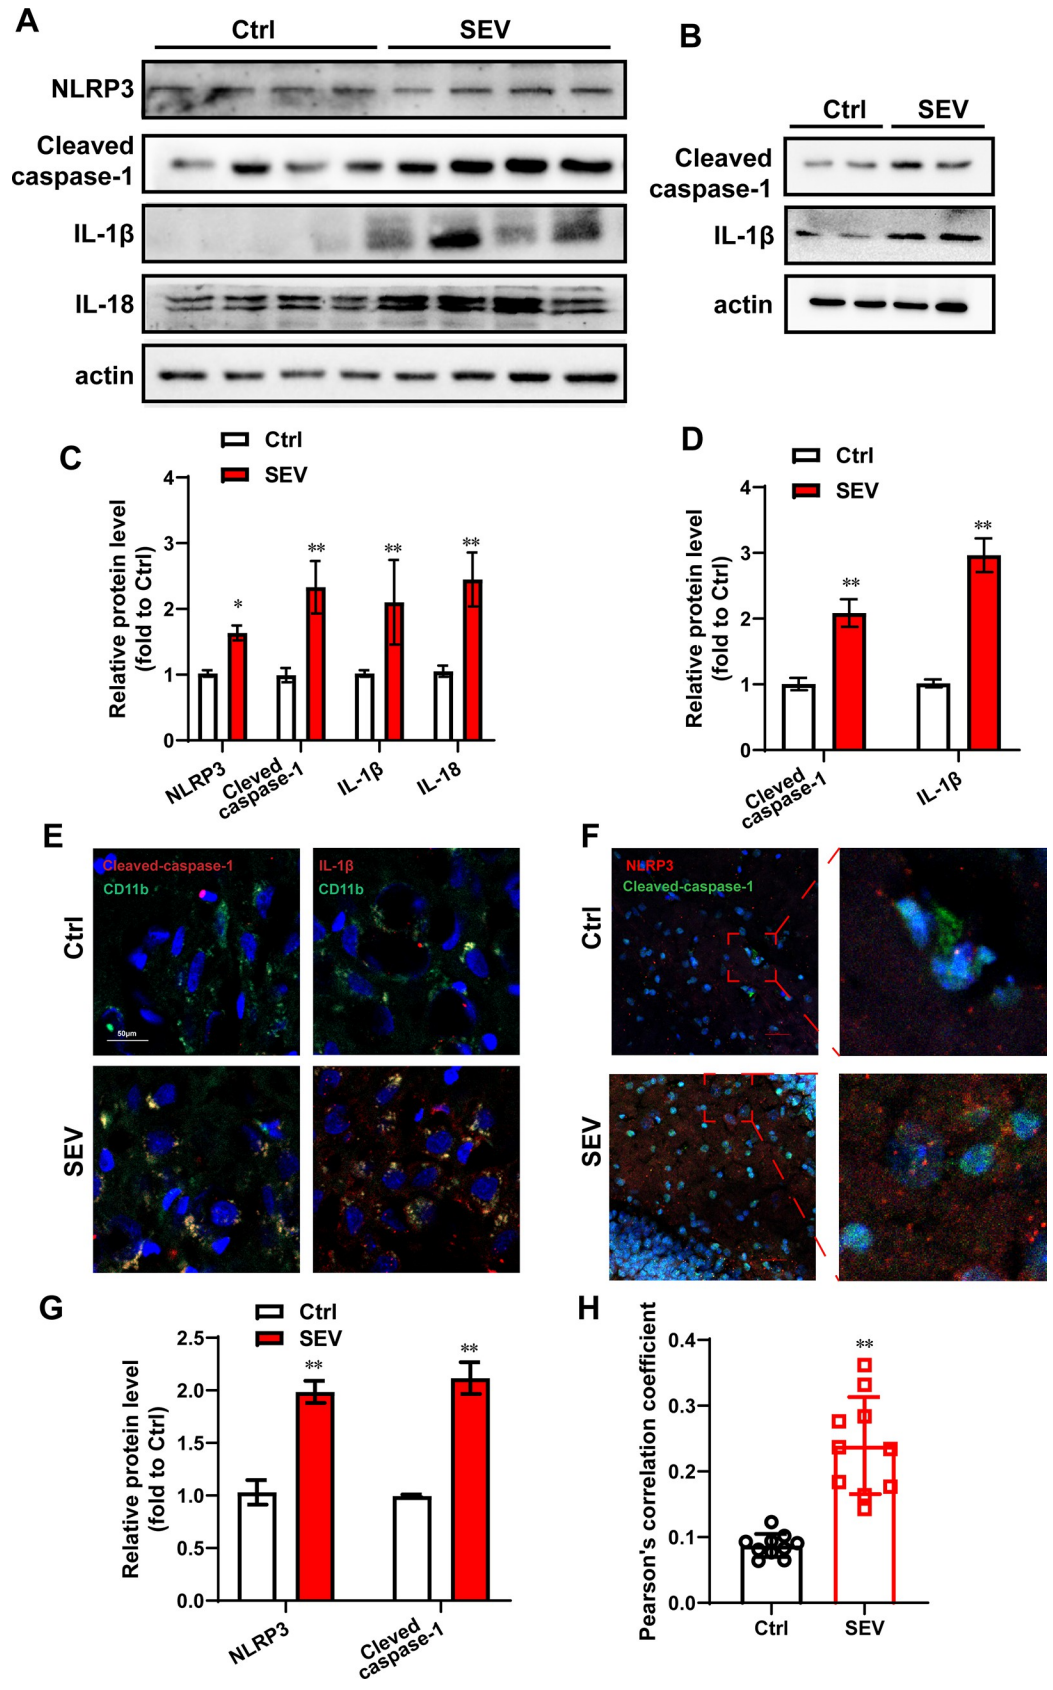 A
Ctrl
SEV
NLRP3
Cleaved
caspase-1
IL-1β
IL-18
actin
B
Ctrl
SEV
Cleaved
caspase-1
IL-1β
actin
C
Ctrl
SEV
Relative protein level
(fold to Ctrl)
4
3
2
1
0
*
**
**
**
NLRP3
Cleved
caspase-1
IL-1β
IL-18
D
Ctrl
SEV
Relative protein level
(fold to Ctrl)
4
3
2
1
0
**
**
Cleved
caspase-1
IL-1β
E
Ctrl
SEV
Cleaved-caspase-1
CD11b
50μm
IL-1β
CD11b
F
Ctrl
SEV
NLRP3
Cleaved-caspase-1
G
Ctrl
SEV
Relative protein level
(fold to Ctrl)
2.5
2.0
1.5
1.0
0.5
0.0
**
**
NLRP3
Cleved
caspase-1
H
Pearson's correlation coefficient
0.4
0.3
0.2
0.1
0.0
**
Ctrl
SEV